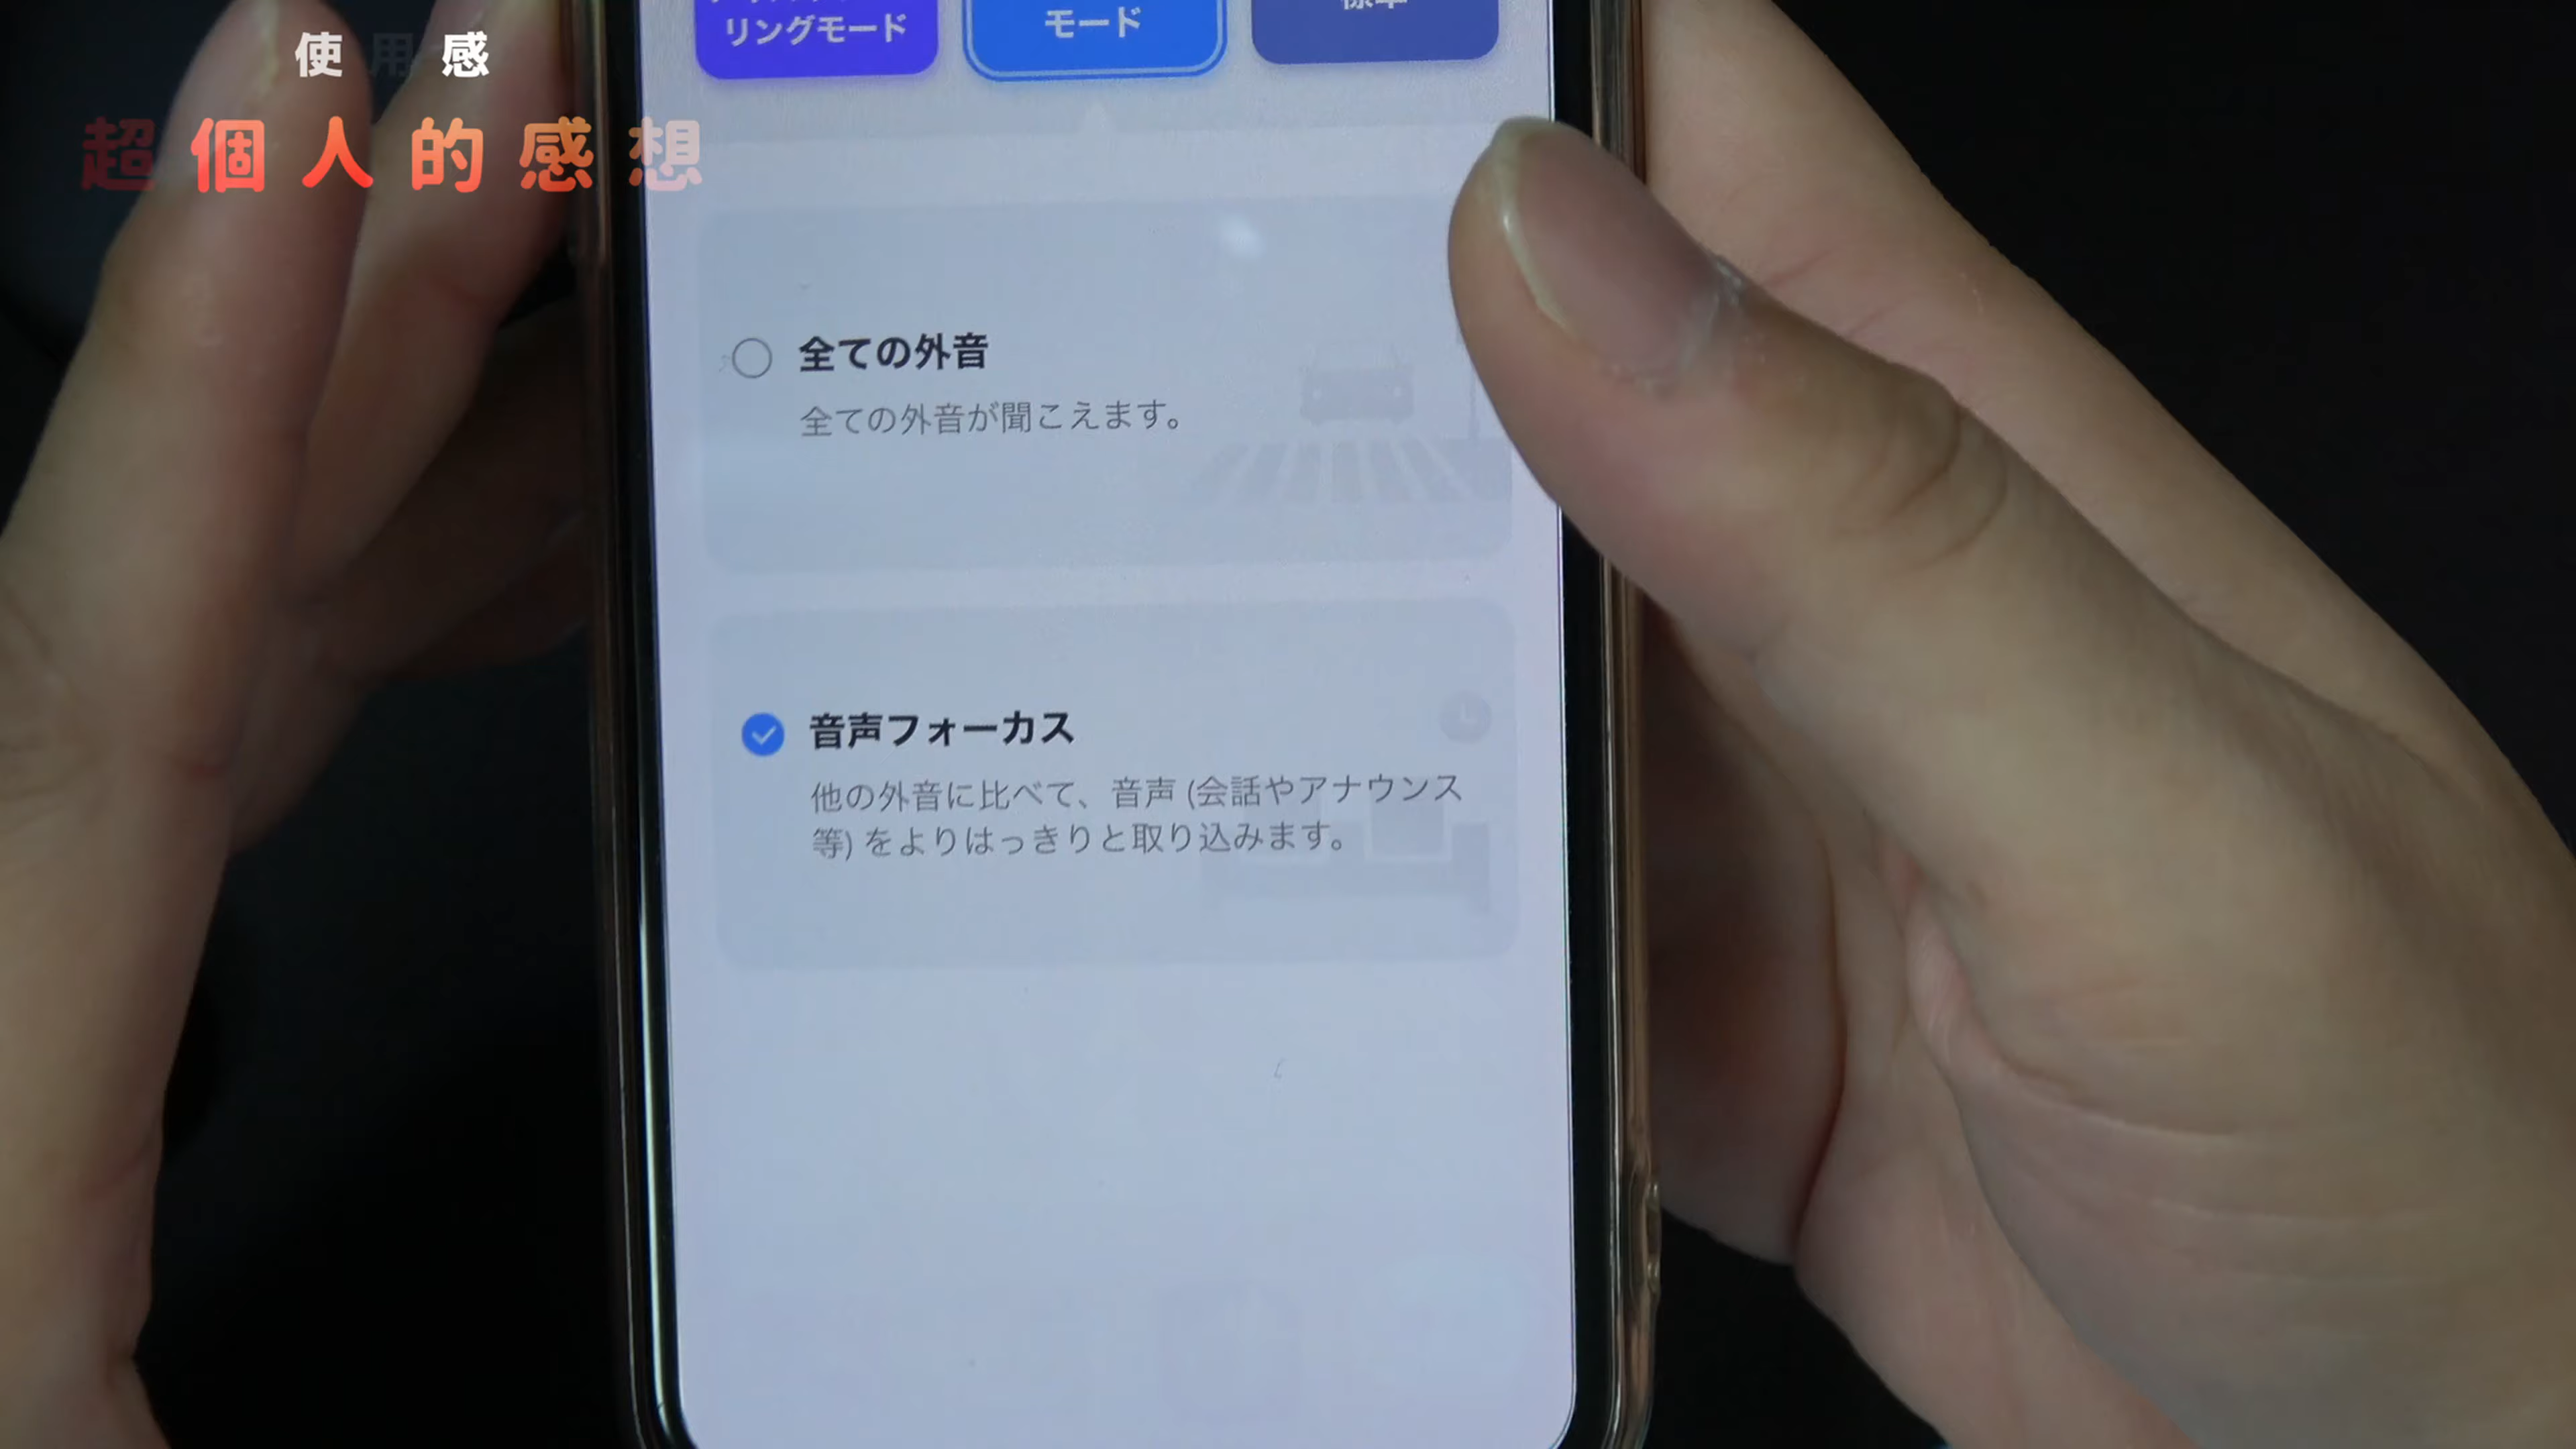 使用感
超個人的感想
リングモード
モード
標準
全ての外音
全ての外音が聞こえます。
音声フォーカス
他の外音に比べて、音声 (会話やアナウンス
等) をよりはっきりと取り込みます。